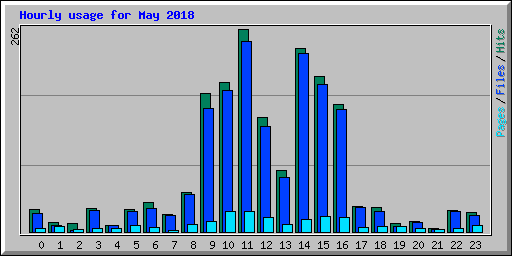 Hourly usage for May 2018
262
Pages/Files/Hits
0 1 2 3 4 5 6 7 8 9 10 11 12 13 14 15 16 17 18 19 20 21 22 23